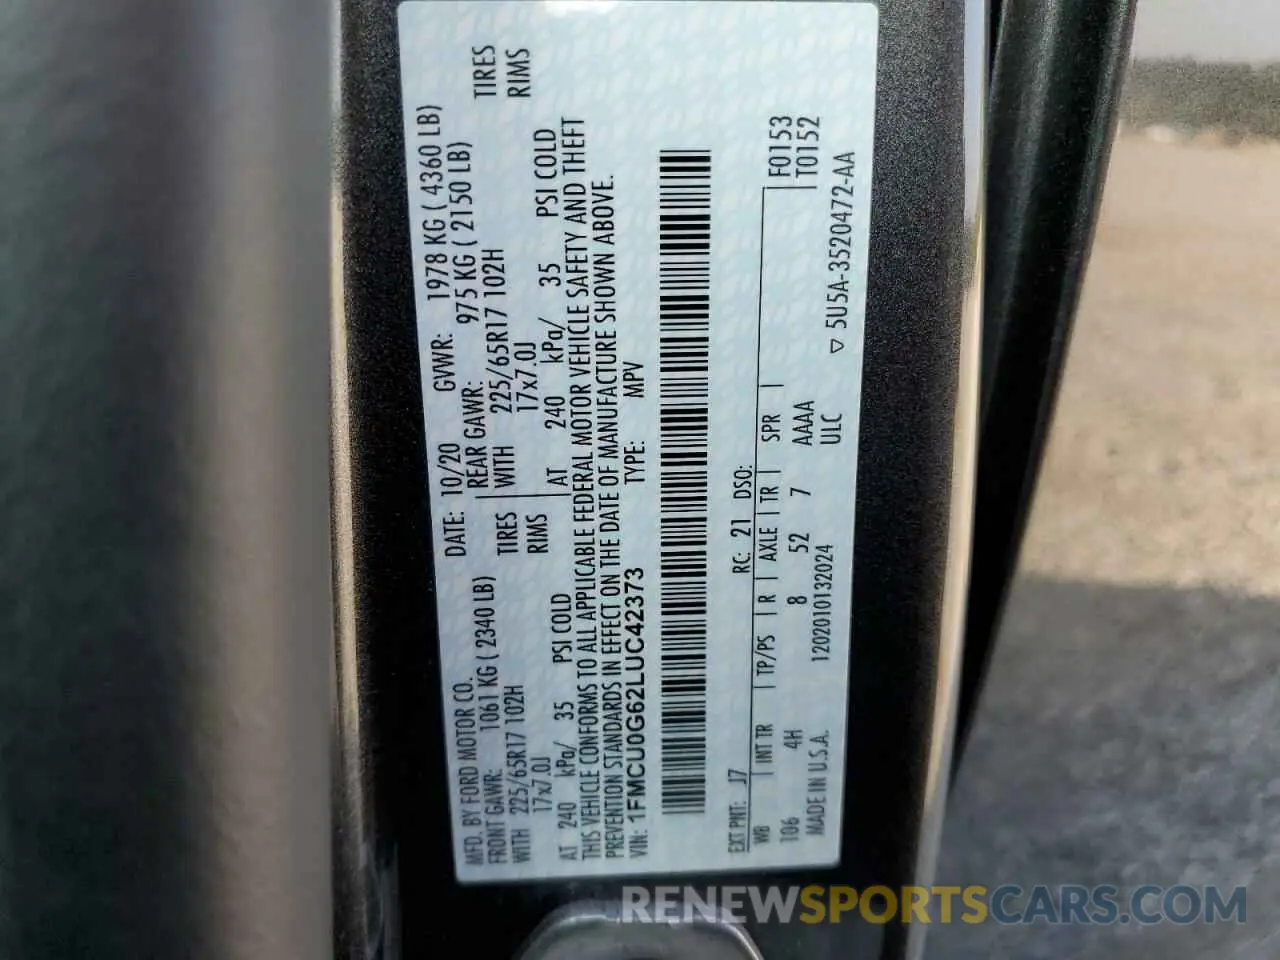 MFD. BY FORD MOTOR CO.
DATE: 10/20 GVWR: 1978 KG ( 4360 LB)
FRONT GAWR: 1061 KG ( 2340 LB)
REAR GAWR: 975 KG ( 2150 LB)
WITH 225/65R17 102H TIRES
WITH 225/65R17 102H TIRES
17x7.0J RIMS
17x7.0J RIMS
AT 240 kPa/ 35 PSI COLD
AT 240 kPa/ 35 PSI COLD
THIS VEHICLE CONFORMS TO ALL APPLICABLE FEDERAL MOTOR VEHICLE SAFETY AND THEFT
PREVENTION STANDARDS IN EFFECT ON THE DATE OF MANUFACTURE SHOWN ABOVE.
VIN: 1FMCU0G62LUC42373 TYPE: MPV
EXT PNT: J7 RC: 21 DSO:
WB INT TR TP/PS R AXLE TR SPR F0153
106 4H 8 52 7 AAAA T0152
MADE IN U.S.A. 1202010132024 ULC
▽ 5U5A-3520472-AA
RENEWSPORTSCARS.COM